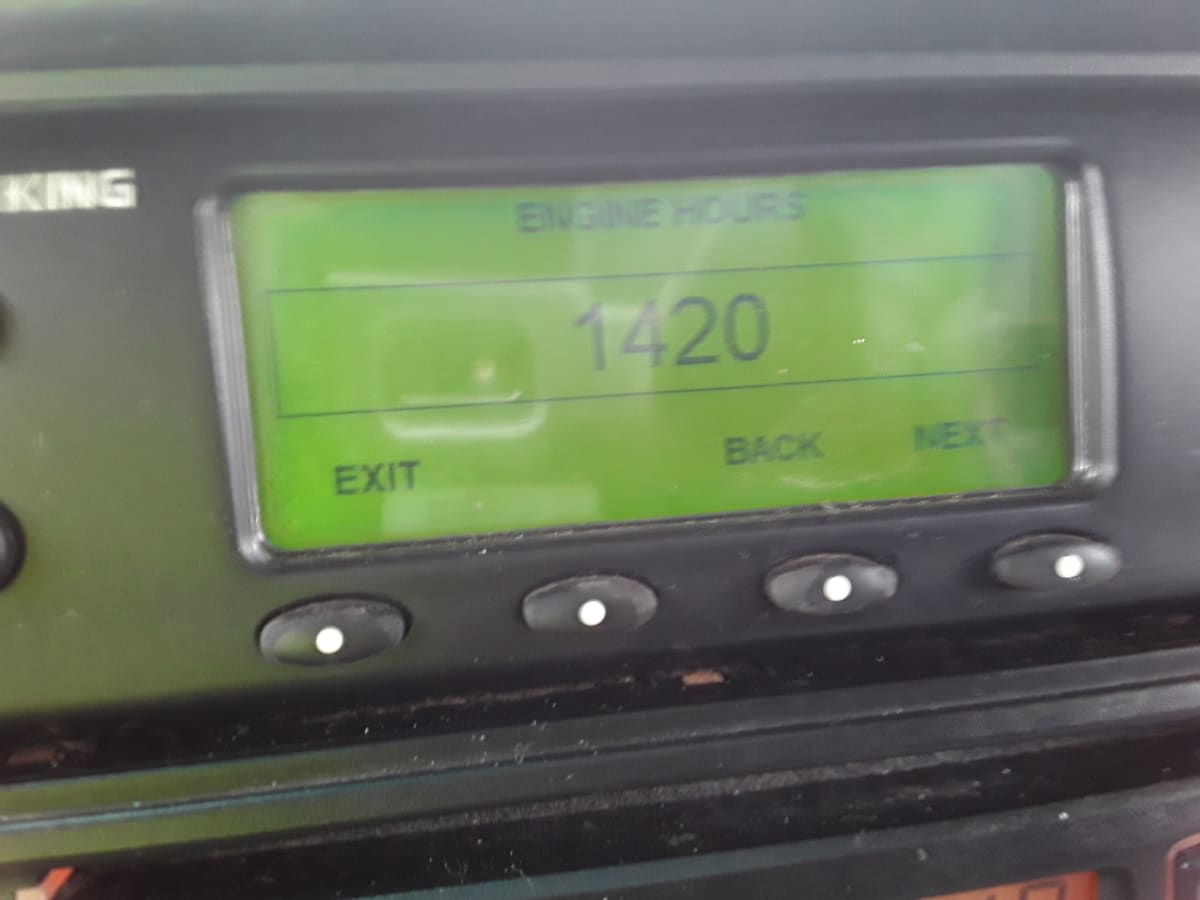 KING
ENGINE HOURS
1420
EXIT BACK NEXT